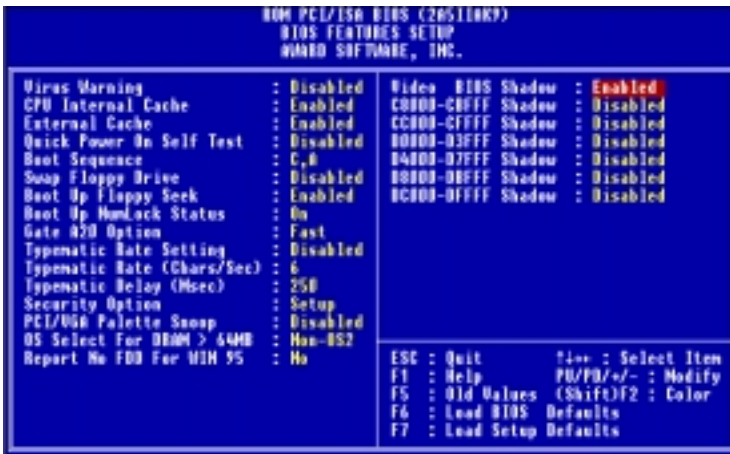 ROM PCI/ISA BIOS (2A5IIAK9)
BIOS FEATURES SETUP
AWARD SOFTWARE, INC.
Virus Warning : Disabled
CPU Internal Cache : Enabled
External Cache : Enabled
Quick Power On Self Test : Disabled
Boot Sequence : C,A
Swap Floppy Drive : Disabled
Boot Up Floppy Seek : Enabled
Boot Up NumLock Status : On
Gate A20 Option : Fast
Typematic Rate Setting : Disabled
Typematic Rate (Chars/Sec) : 6
Typematic Delay (Msec) : 250
Security Option : Setup
PCI/VGA Palette Snoop : Disabled
OS Select For DRAM > 64MB : Non-OS2
Report No FDD For WIN 95 : No
Video BIOS Shadow : Enabled
C8000-CBFFF Shadow : Disabled
CC000-CFFFF Shadow : Disabled
D0000-D3FFF Shadow : Disabled
D4000-D7FFF Shadow : Disabled
D8000-DBFFF Shadow : Disabled
DC000-DFFFF Shadow : Disabled
ESC : Quit ↑↓→← : Select Item
F1 : Help PU/PD/+/- : Modify
F5 : Old Values (Shift)F2 : Color
F6 : Load BIOS Defaults
F7 : Load Setup Defaults